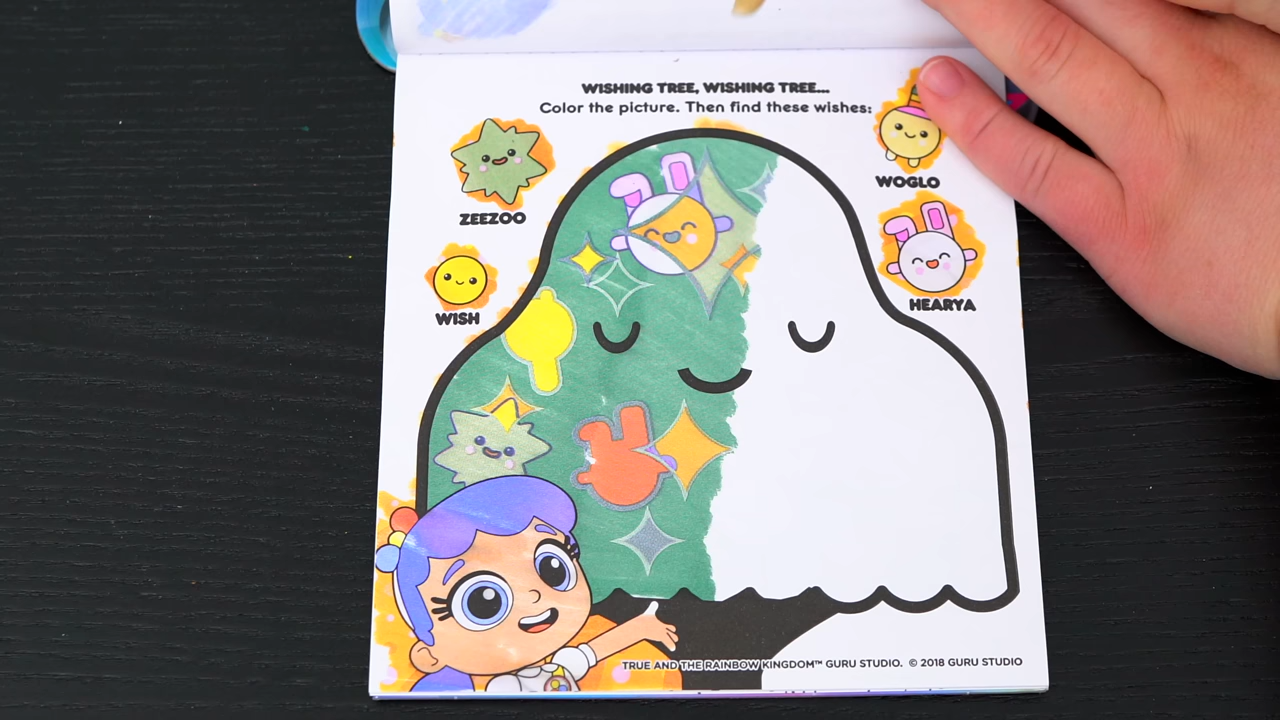 WISHING TREE, WISHING TREE...
Color the picture. Then find these wishes:
ZEEZOO
WOGLO
WISH
HEARYA
TRUE AND THE RAINBOW KINGDOM™ GURU STUDIO. © 2018 GURU STUDIO